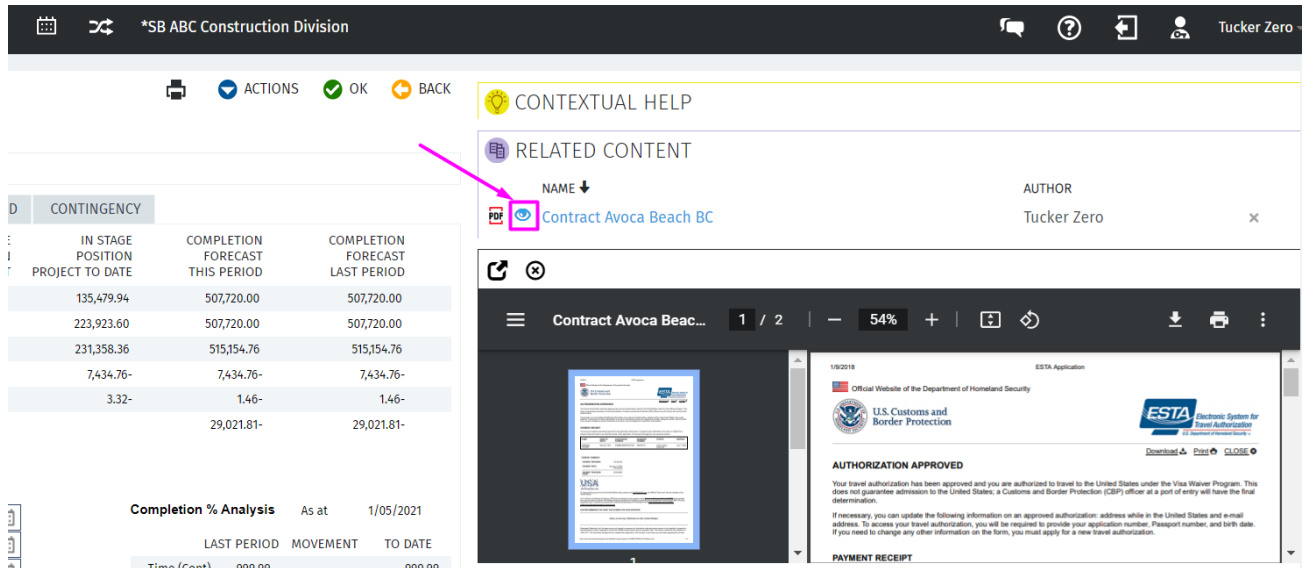 *SB ABC Construction Division
Tucker Zero
ACTIONS OK BACK
D CONTINGENCY
IN STAGE COMPLETION COMPLETION
POSITION FORECAST FORECAST
PROJECT TO DATE THIS PERIOD LAST PERIOD
135,479.94 507,720.00 507,720.00
223,923.60 507,720.00 507,720.00
231,358.36 515,154.76 515,154.76
7,434.76- 7,434.76- 7,434.76-
3.32- 1.46- 1.46-
29,021.81- 29,021.81-
Completion % Analysis As at 1/05/2021
LAST PERIOD MOVEMENT TO DATE
Time (Cont) 999.99 999.99
CONTEXTUAL HELP
RELATED CONTENT
NAME AUTHOR
PDF Contract Avoca Beach BC Tucker Zero
Contract Avoca Beac... 1 / 2 54%
1
1/9/2018 ESTA Application
Official Website of the Department of Homeland Security
U.S. Customs and
Border Protection
ESTA Electronic System for
Travel Authorization
U.S. Department of Homeland Security
Download Print CLOSE
AUTHORIZATION APPROVED
Your travel authorization has been approved and you are authorized to travel to the United States under the Visa Waiver Program. This
does not guarantee admission to the United States; a Customs and Border Protection (CBP) officer at a port of entry will have the final
determination.
If necessary, you can update the following information on an approved authorization: address while in the United States and e-mail
address. To access your travel authorization, you will be required to provide your application number, Passport number, and birth date.
If you need to change any other information on the form, you must apply for a new travel authorization.
PAYMENT RECEIPT